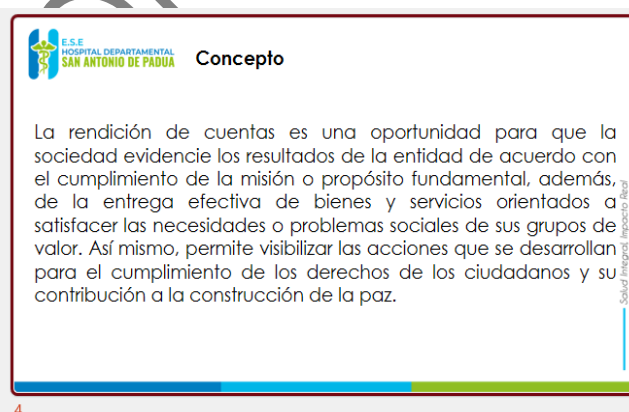 E.S.E
HOSPITAL DEPARTAMENTAL
SAN ANTONIO DE PADUA
Concepto
La rendición de cuentas es una oportunidad para que la
sociedad evidencie los resultados de la entidad de acuerdo con
el cumplimiento de la misión o propósito fundamental, además,
de la entrega efectiva de bienes y servicios orientados a
satisfacer las necesidades o problemas sociales de sus grupos de
valor. Así mismo, permite visibilizar las acciones que se desarrollan
para el cumplimiento de los derechos de los ciudadanos y su
contribución a la construcción de la paz.
Salud Integral, Impacto Real
4